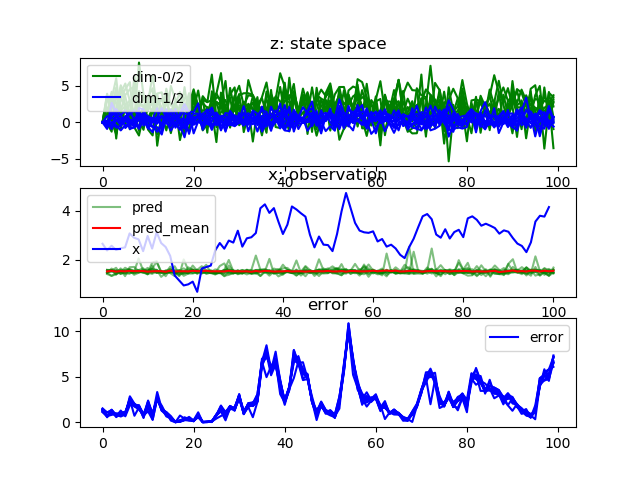 z: state space
5
0
−5
dim-0/2
dim-1/2
0 20 40 60 80 100
x: observation
4
2
pred
pred_mean
x
0 20 40 60 80 100
error
10
5
0
error
0 20 40 60 80 100